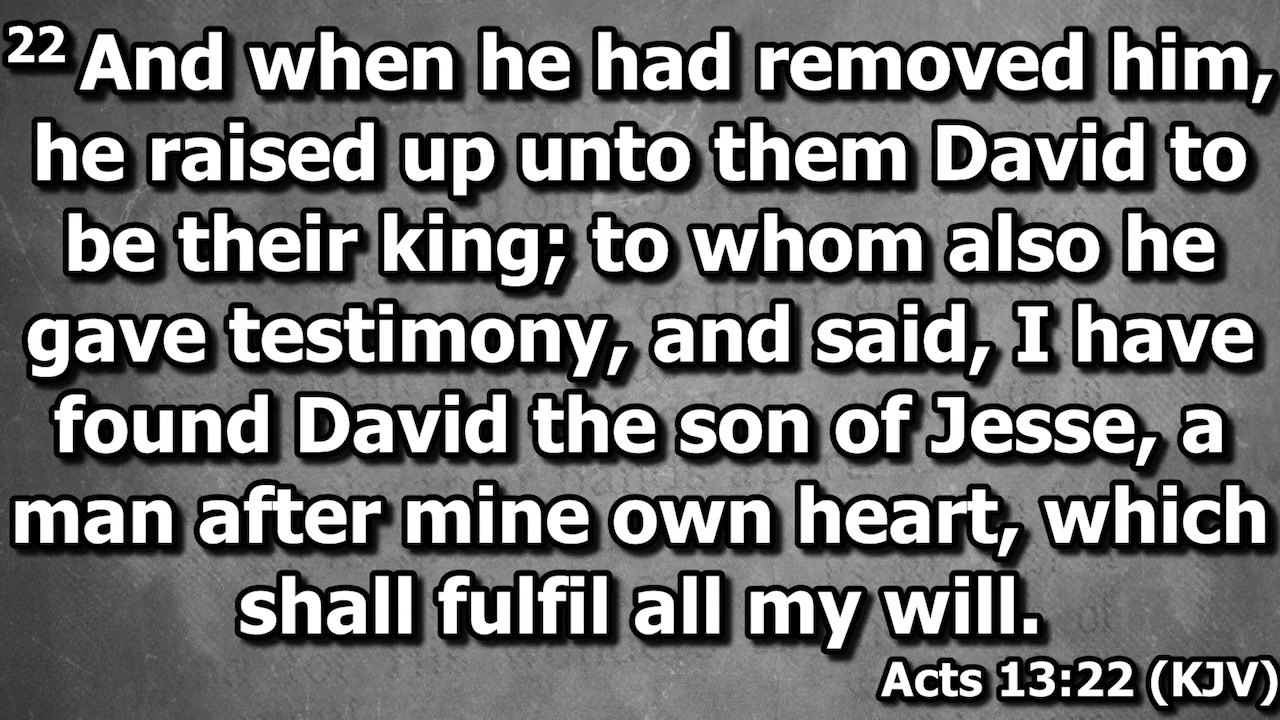 22 And when he had removed him,
he raised up unto them David to
be their king; to whom also he
gave testimony, and said, I have
found David the son of Jesse, a
man after mine own heart, which
shall fulfil all my will.
Acts 13:22 (KJV)